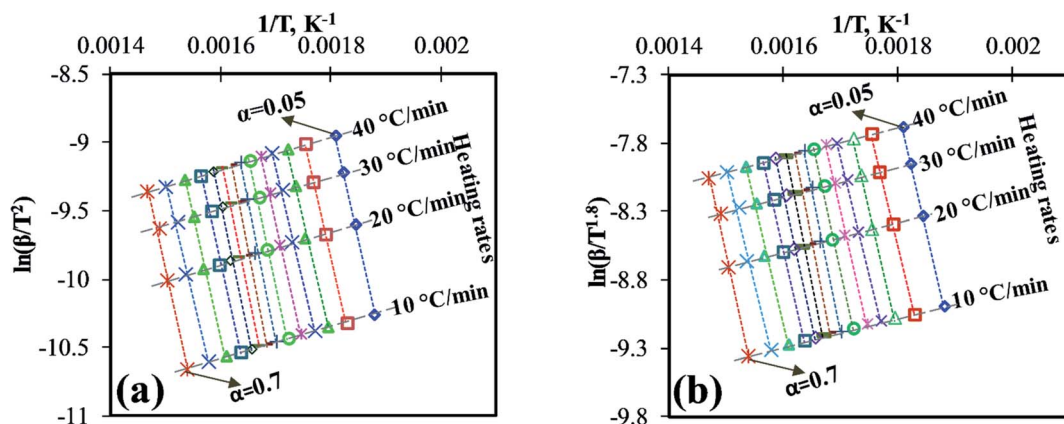 1/T, K⁻¹
0.0014 0.0016 0.0018 0.002
-8.5
-9
-9.5
-10
-10.5
-11
ln(β/T²)
α=0.05
40 °C/min
30 °C/min
20 °C/min
10 °C/min
Heating rates
α=0.7
(a)
1/T, K⁻¹
0.0014 0.0016 0.0018 0.002
-7.3
-7.8
-8.3
-8.8
-9.3
-9.8
ln(β/T¹·⁸)
α=0.05
40 °C/min
30 °C/min
20 °C/min
10 °C/min
Heating rates
α=0.7
(b)